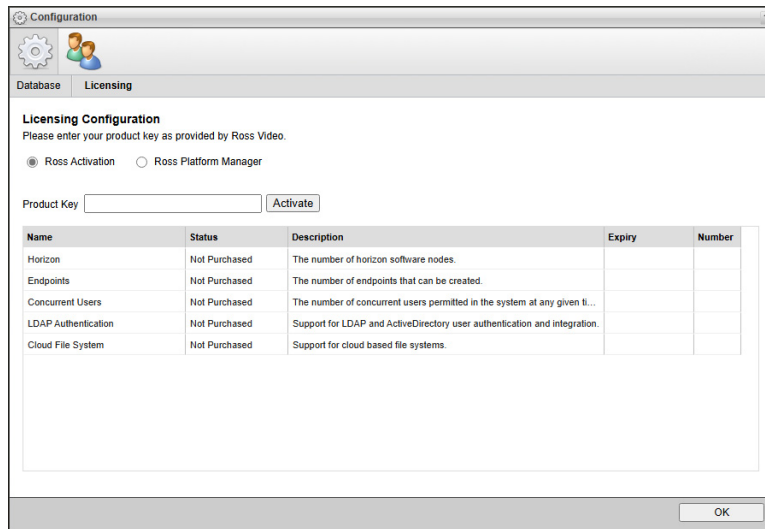 Configuration
Database Licensing
Licensing Configuration
Please enter your product key as provided by Ross Video.
Ross Activation Ross Platform Manager
Product Key Activate
Name Status Description Expiry Number
Horizon Not Purchased The number of horizon software nodes.
Endpoints Not Purchased The number of endpoints that can be created.
Concurrent Users Not Purchased The number of concurrent users permitted in the system at any given ti...
LDAP Authentication Not Purchased Support for LDAP and ActiveDirectory user authentication and integration.
Cloud File System Not Purchased Support for cloud based file systems.
OK